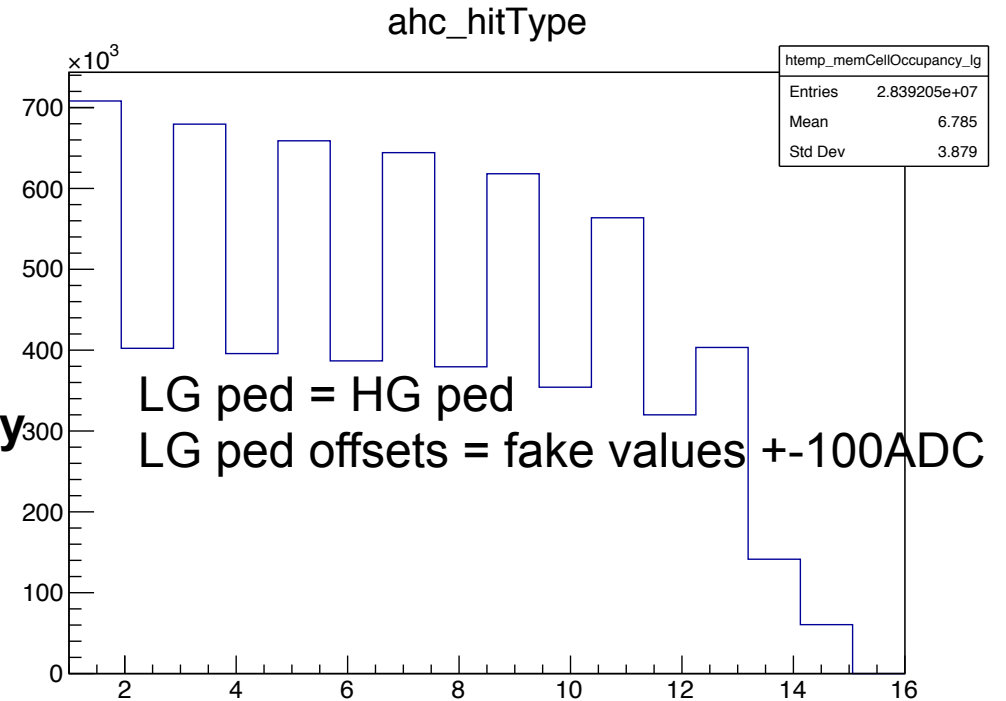 ahc_hitType
×10³
htemp_memCellOccupancy_lg
Entries 2.839205e+07
Mean 6.785
Std Dev 3.879
700
600
500
400
LG ped = HG ped
y
300
LG ped offsets = fake values +-100ADC
200
100
0
2 4 6 8 10 12 14 16